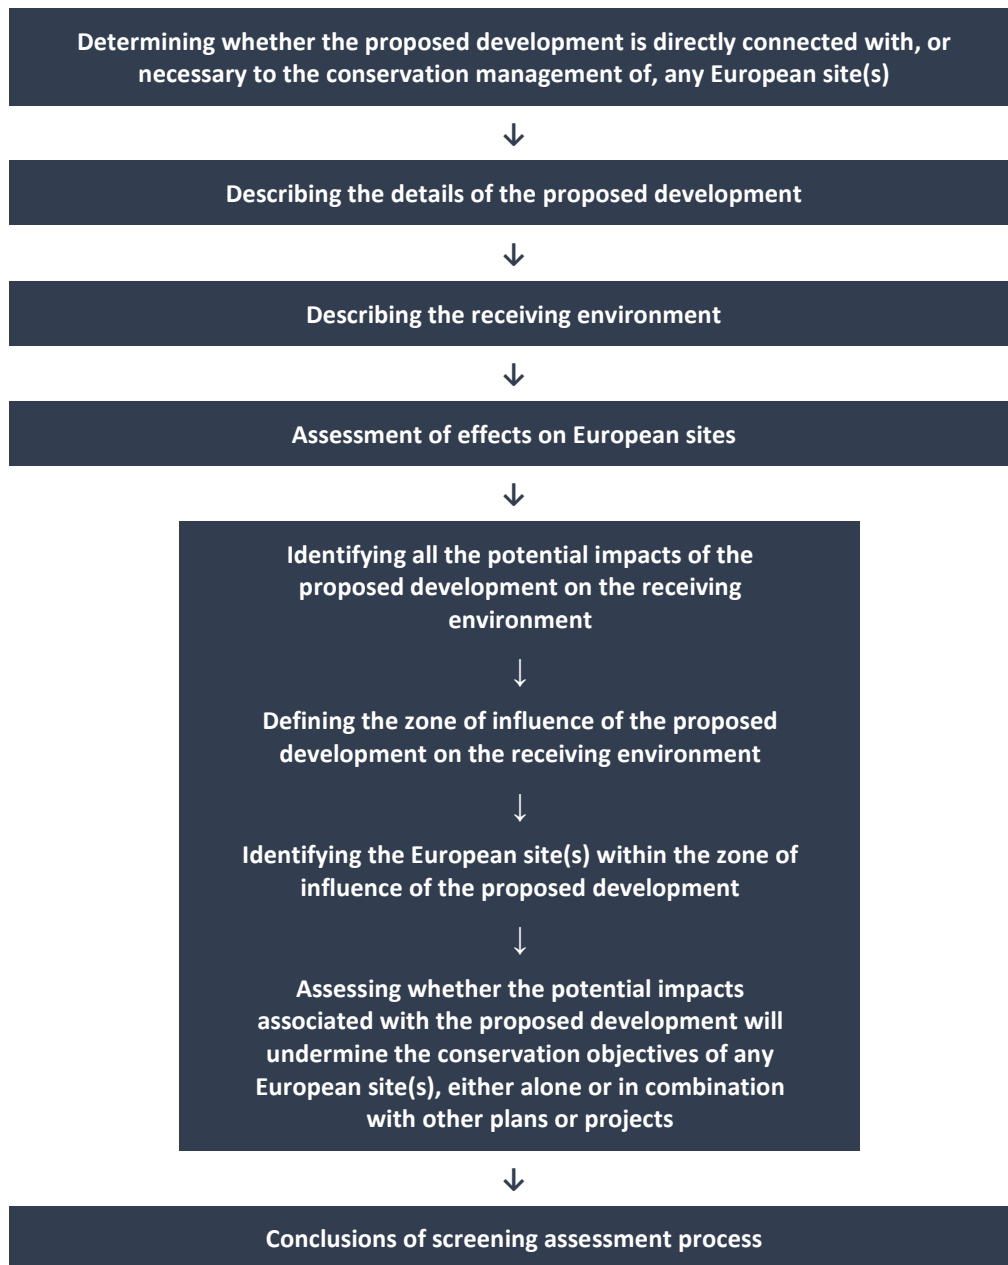 Determining whether the proposed development is directly connected with, or
necessary to the conservation management of, any European site(s)
↓
Describing the details of the proposed development
↓
Describing the receiving environment
↓
Assessment of effects on European sites
↓
Identifying all the potential impacts of the
proposed development on the receiving
environment
↓
Defining the zone of influence of the proposed
development on the receiving environment
↓
Identifying the European site(s) within the zone of
influence of the proposed development
↓
Assessing whether the potential impacts
associated with the proposed development will
undermine the conservation objectives of any
European site(s), either alone or in combination
with other plans or projects
↓
Conclusions of screening assessment process